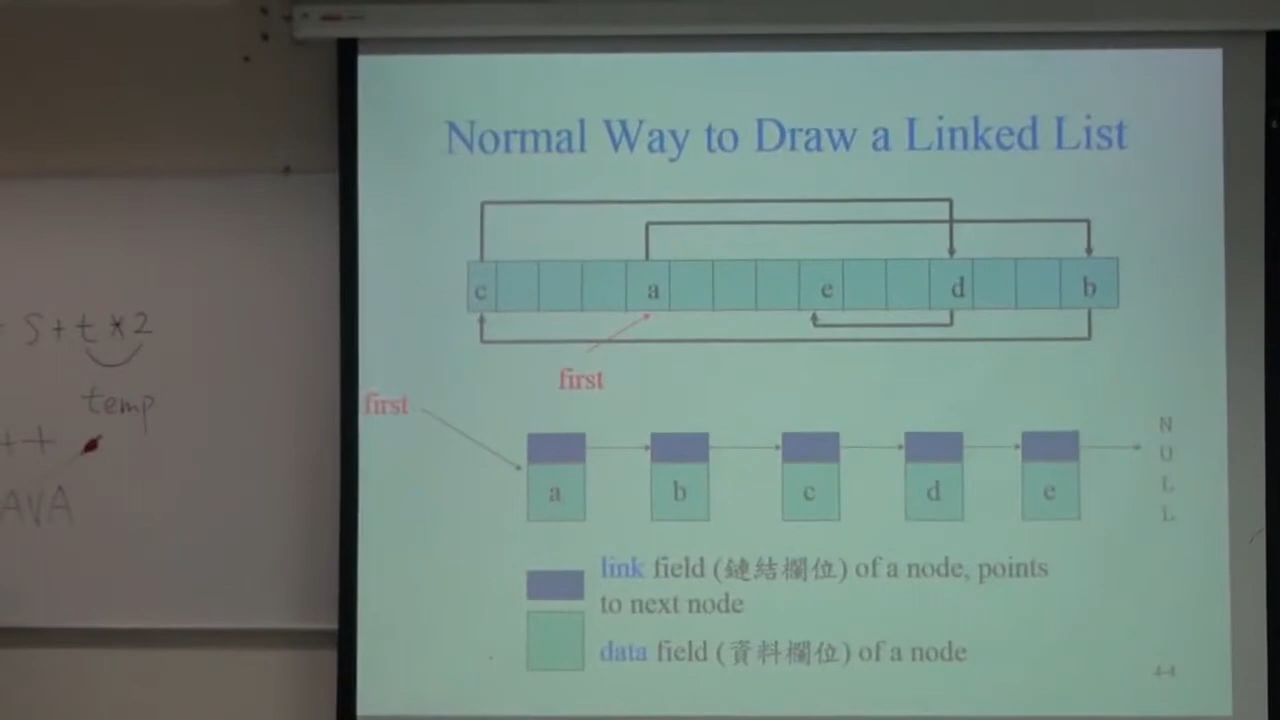 Normal Way to Draw a Linked List
c a e d b
first
first
a b c d e
NULL
link field (鏈結欄位) of a node, points
to next node
data field (資料欄位) of a node
4-4
S+t*2
temp
++
AVA